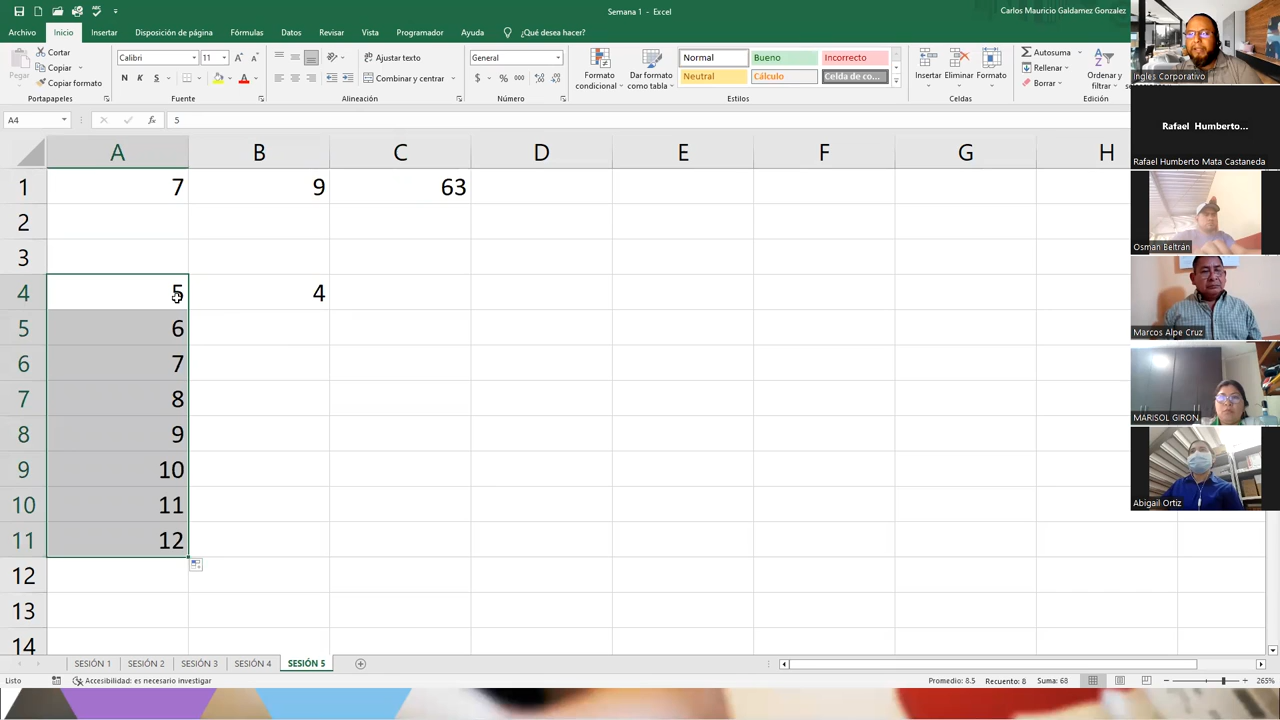 Semana 1 - Excel
Carlos Mauricio Galdamez Gonzalez
Archivo Inicio Insertar Disposición de página Fórmulas Datos Revisar Vista Programador Ayuda ¿Qué desea hacer?
Pegar
Cortar
Copiar
Copiar formato
Portapapeles
Calibri 11
N K S
Fuente
Ajustar texto
Combinar y centrar
Alineación
General
$ % 000
Número
Formato condicional
Dar formato como tabla
Normal Bueno Incorrecto
Neutral Cálculo Celda de co...
Estilos
Insertar Eliminar Formato
Celdas
Autosuma
Rellenar
Borrar
Ordenar y filtrar
Edición
A4 fx 5
A B C D E F G H
1 7 9 63
2
3
4 5 4
5 6
6 7
7 8
8 9
9 10
10 11
11 12
12
13
14
SESIÓN 1 SESIÓN 2 SESIÓN 3 SESIÓN 4 SESIÓN 5
Listo Accesibilidad: es necesario investigar Promedio: 8.5 Recuento: 8 Suma: 68 265%
Ingles Corporativo
Rafael Humberto...
Rafael Humberto Mata Castaneda
Osmán Beltrán
Marcos Alpe Cruz
MARISOL GIRON
Abigail Ortiz